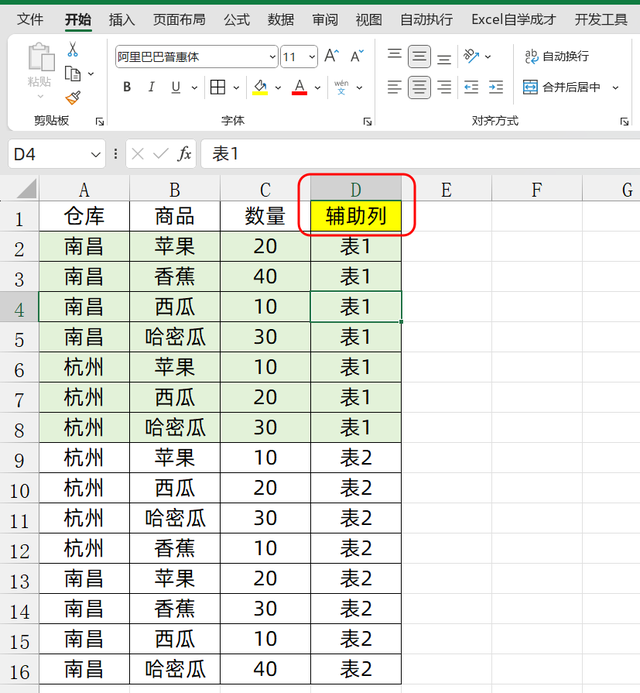 文件 开始 插入 页面布局 公式 数据 审阅 视图 自动执行 Excel自学成才 开发工具
阿里巴巴普惠体 11 A^ Aˇ ab 自动换行
粘贴 B I U A wén 文 合并后居中
剪贴板 字体 对齐方式
D4 fx 表1
A B C D E F G
1 仓库 商品 数量 辅助列
2 南昌 苹果 20 表1
3 南昌 香蕉 40 表1
4 南昌 西瓜 10 表1
5 南昌 哈密瓜 30 表1
6 杭州 苹果 10 表1
7 杭州 西瓜 20 表1
8 杭州 哈密瓜 30 表1
9 杭州 苹果 10 表2
10 杭州 西瓜 20 表2
11 杭州 哈密瓜 30 表2
12 杭州 香蕉 10 表2
13 南昌 苹果 20 表2
14 南昌 香蕉 30 表2
15 南昌 西瓜 10 表2
16 南昌 哈密瓜 40 表2